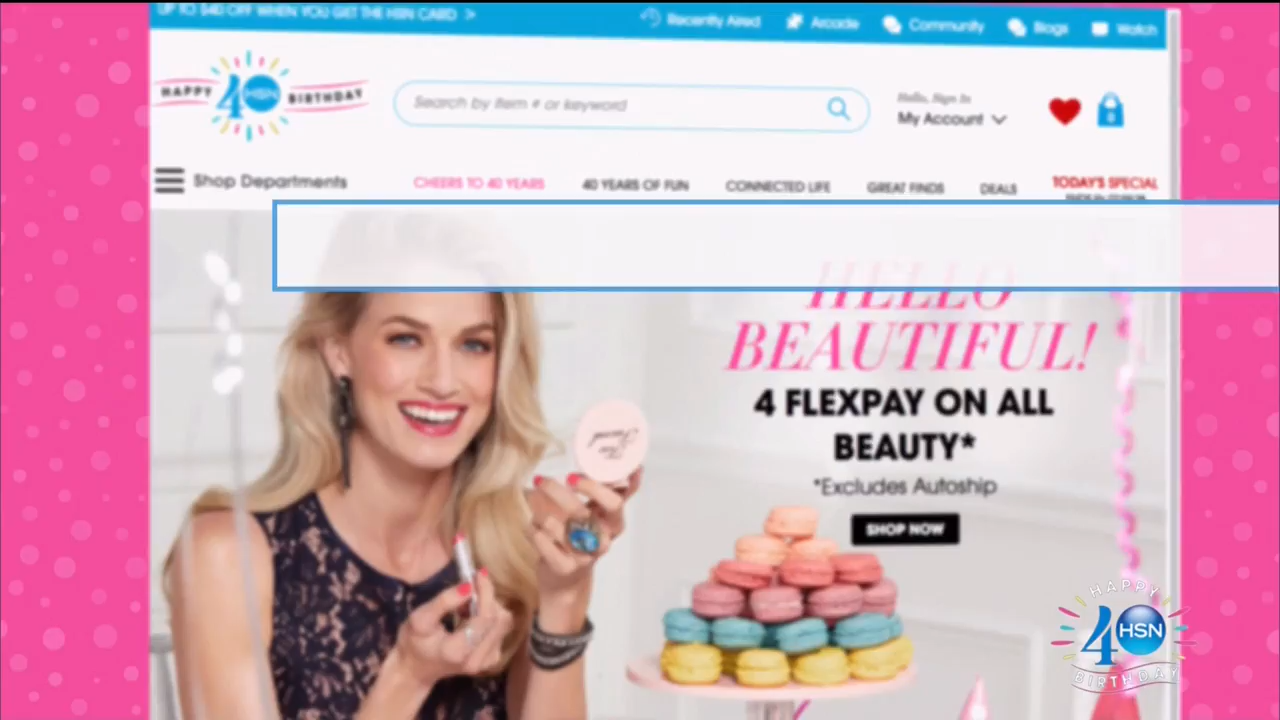 UP TO $40 OFF WHEN YOU GET THE HSN CARD >
Recently Aired Arcade Community Blogs Watch
HAPPY 40 HSN BIRTHDAY
Search by item # or keyword
Hello, Sign In
My Account
Shop Departments
CHEERS TO 40 YEARS 40 YEARS OF FUN CONNECTED LIFE GREAT FINDS DEALS TODAY'S SPECIAL
HELLO
BEAUTIFUL!
4 FLEXPAY ON ALL
BEAUTY*
*Excludes Autoship
SHOP NOW
HAPPY
40 HSN
BIRTHDAY